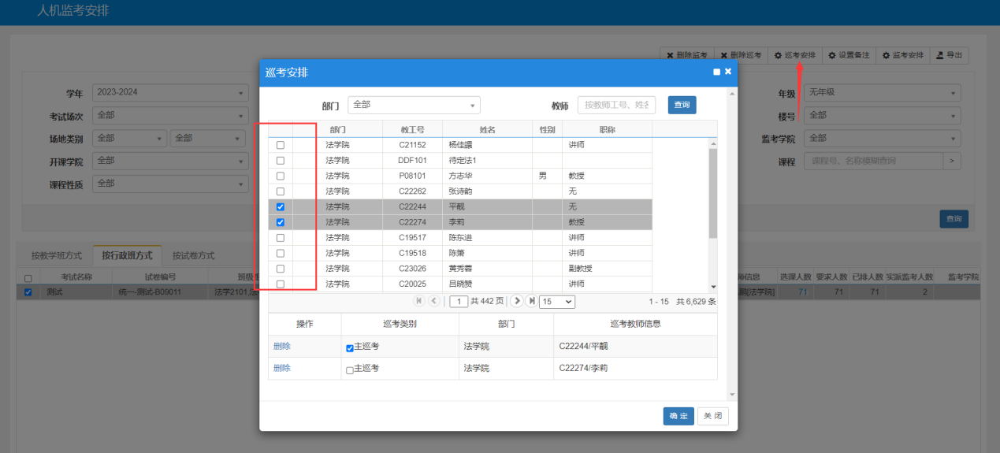 人机监考安排
删除监考 删除巡考 巡考安排 设置备注 监考安排 导出
学年 2023-2024
考试场次 全部
场地类别 全部 全部
开课学院 全部
课程性质 全部
年级 无年级
楼号 全部
监考学院 全部
课程 课程号、名称模糊查询 >
查询
巡考安排
部门 全部 教师 按教师工号、姓名 查询
部门 教工号 姓名 性别 职称
法学院 C21152 杨佳 讲师
法学院 DDF101 待定法1
法学院 P08101 方志华 男 教授
法学院 C22262 张诗韵 无
法学院 C22244 平靓 无
法学院 C22274 李莉 教授
法学院 C19517 陈东进 讲师
法学院 C19518 陈箫 讲师
法学院 C23026 黄秀蓉 副教授
法学院 C20025 吕晓赞 讲师
1 共 442 页 15 1 - 15 共 6,629 条
操作 巡考类别 部门 巡考教师信息
删除 主巡考 法学院 C22244/平靓
删除 主巡考 法学院 C22274/李莉
确 定 关 闭
按教学班方式 按行政班方式 按试卷方式
考试名称 试卷编号 班级 师信息 选课人数 要求人数 已排人数 实派监考人数 监考学院
测试 统一-测试-B09011 法学2101,法 [法学院] 71 71 71 2